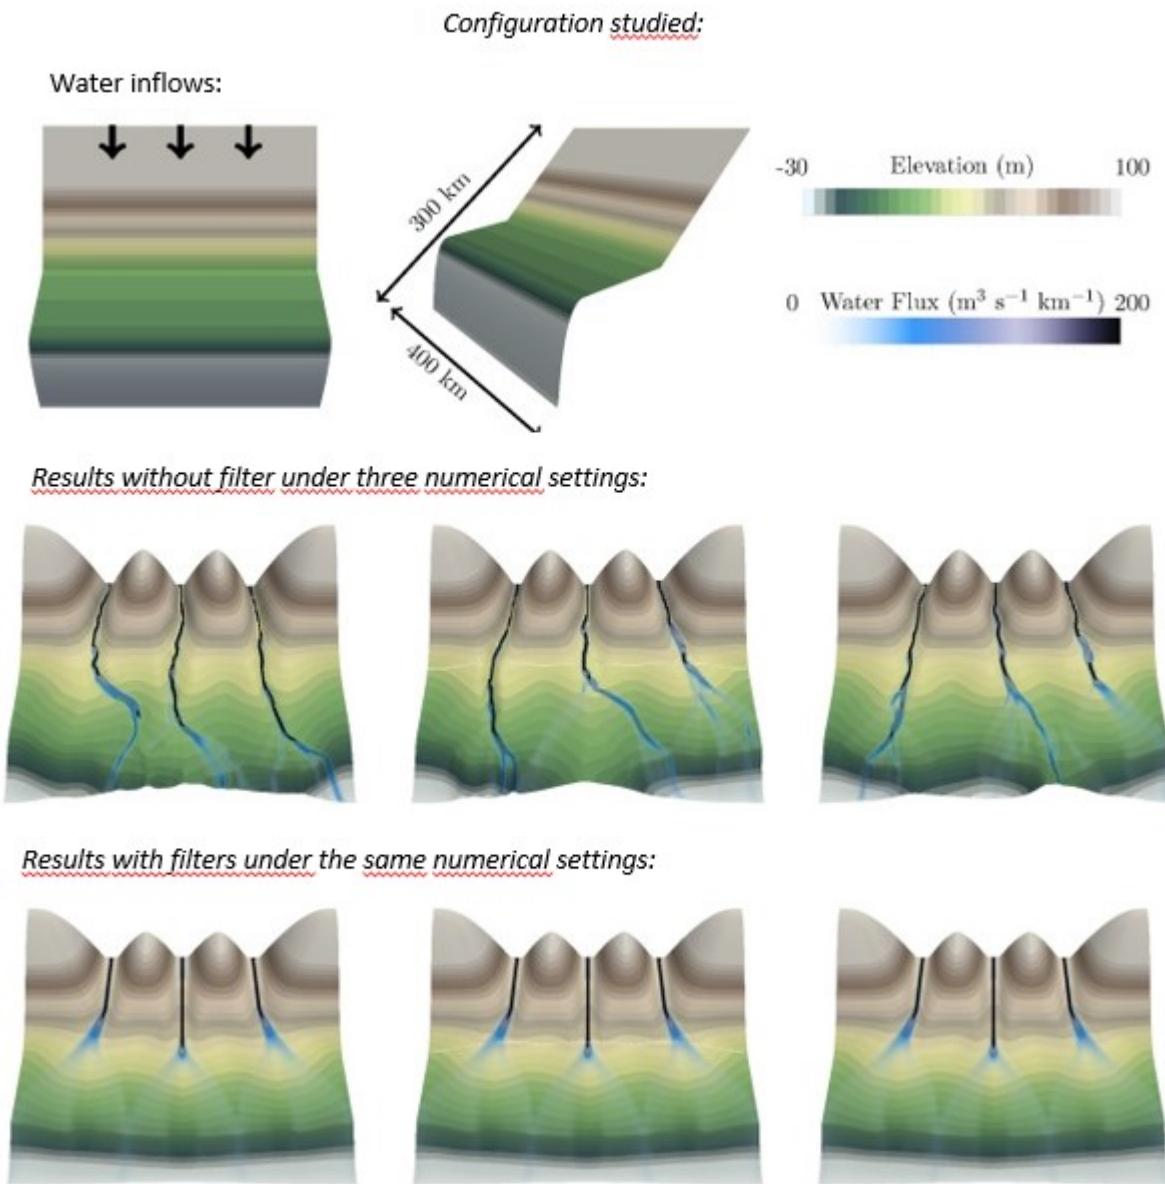 Configuration studied:
Water inflows:
300 km
400 km
-30 Elevation (m) 100
0 Water Flux (m³ s⁻¹ km⁻¹) 200
Results without filter under three numerical settings:
Results with filters under the same numerical settings: